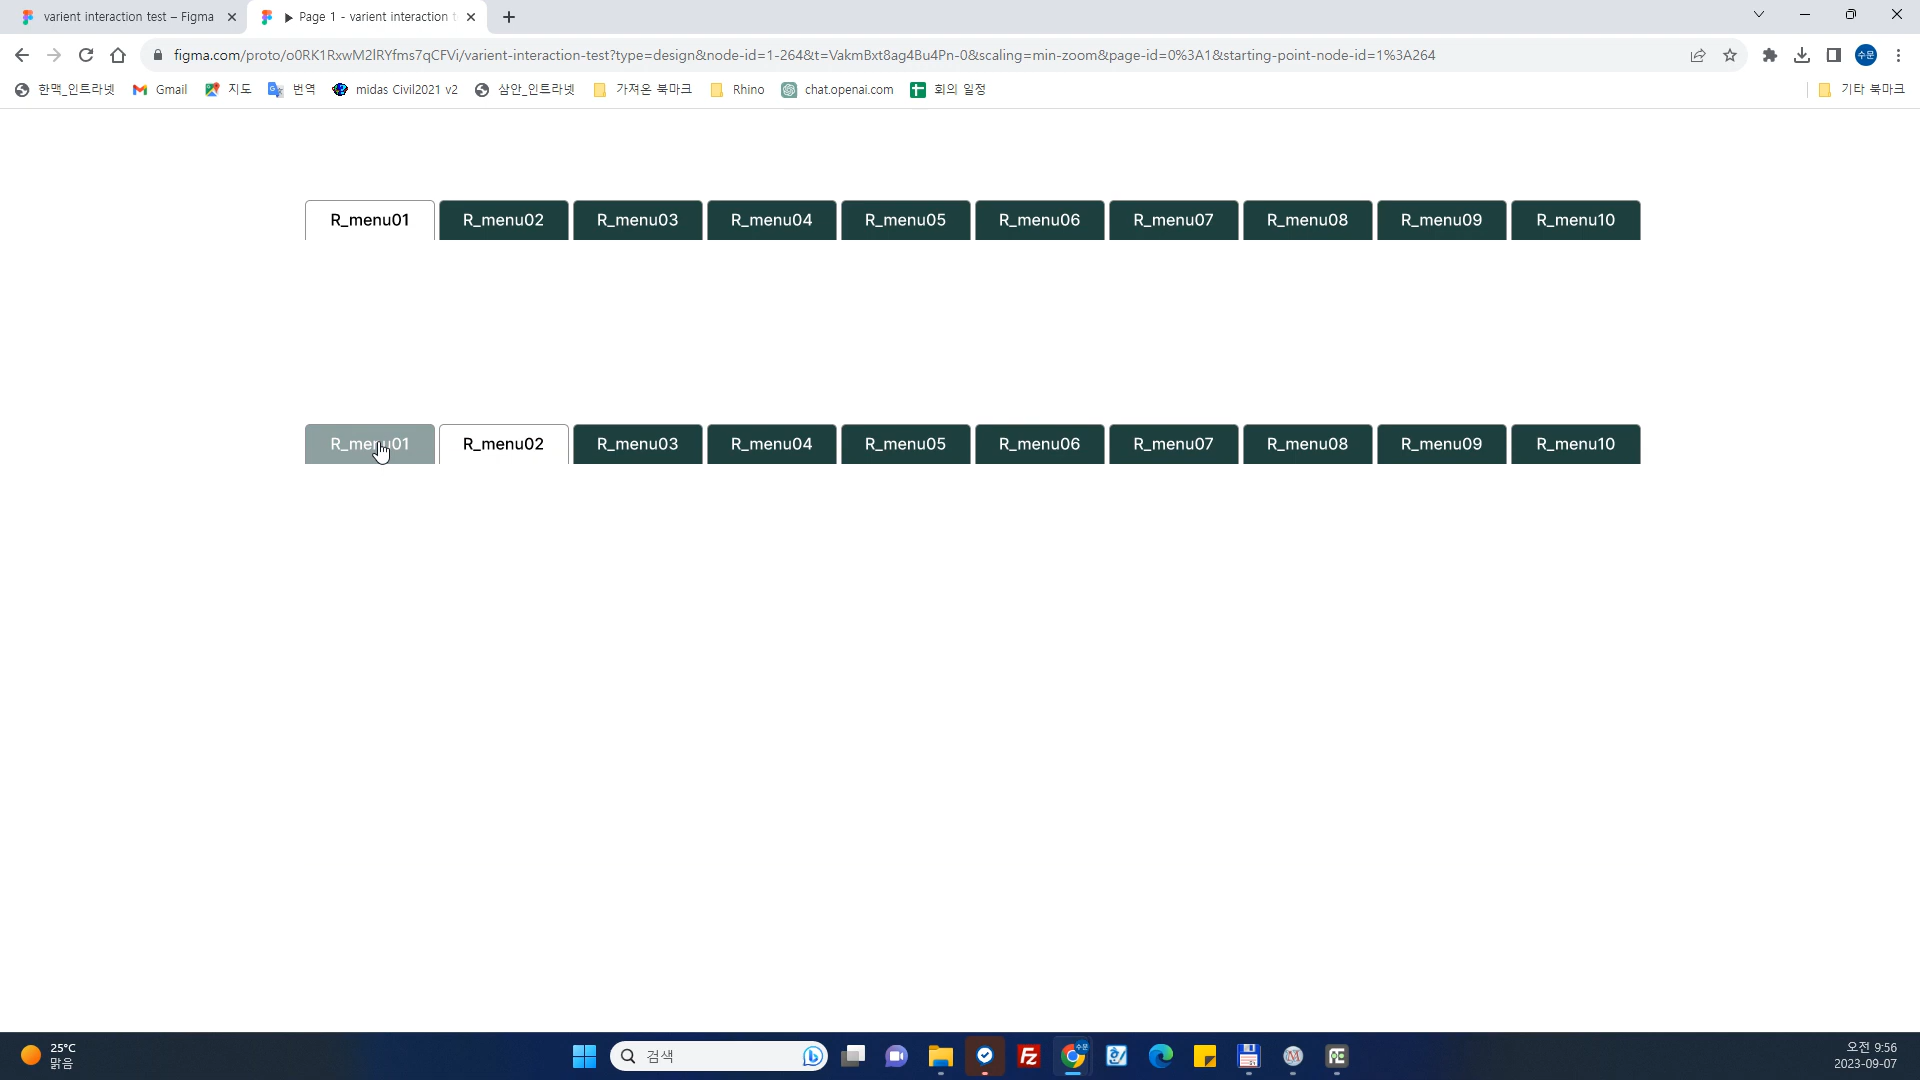 varient interaction test – Figma
▶ Page 1 - varient interaction t
figma.com/proto/o0RK1RxwM2lRYfms7qCFVi/varient-interaction-test?type=design&node-id=1-264&t=VakmBxt8ag4Bu4Pn-0&scaling=min-zoom&page-id=0%3A1&starting-point-node-id=1%3A264
수문
한맥_인트라넷 Gmail 지도 번역 midas Civil2021 v2 삼안_인트라넷 가져온 북마크 Rhino chat.openai.com 회의 일정 기타 북마크
R_menu01 R_menu02 R_menu03 R_menu04 R_menu05 R_menu06 R_menu07 R_menu08 R_menu09 R_menu10
R_menu01 R_menu02 R_menu03 R_menu04 R_menu05 R_menu06 R_menu07 R_menu08 R_menu09 R_menu10
25°C
맑음
검색
수문
오전 9:56
2023-09-07